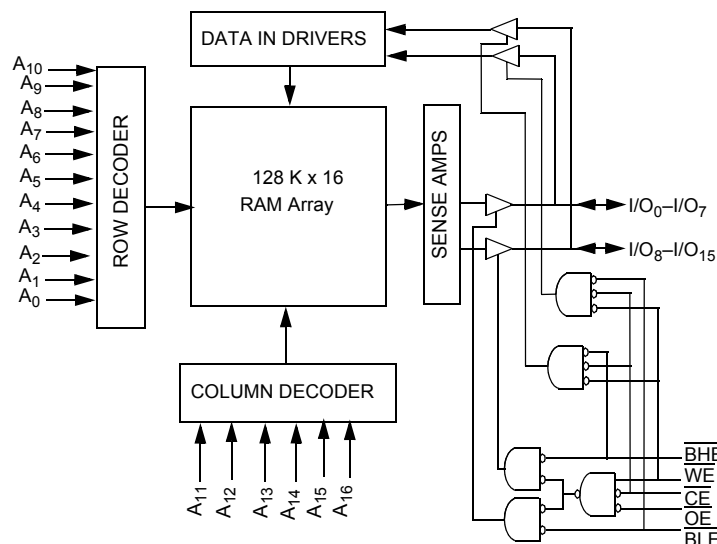 DATA IN DRIVERS
A10
A9
A8
A7
A6
A5
A4
A3
A2
A1
A0
ROW DECODER
128 K x 16
RAM Array
SENSE AMPS
I/O0–I/O7
I/O8–I/O15
COLUMN DECODER
A11
A12
A13
A14
A15
A16
BHE
WE
CE
OE
BLE